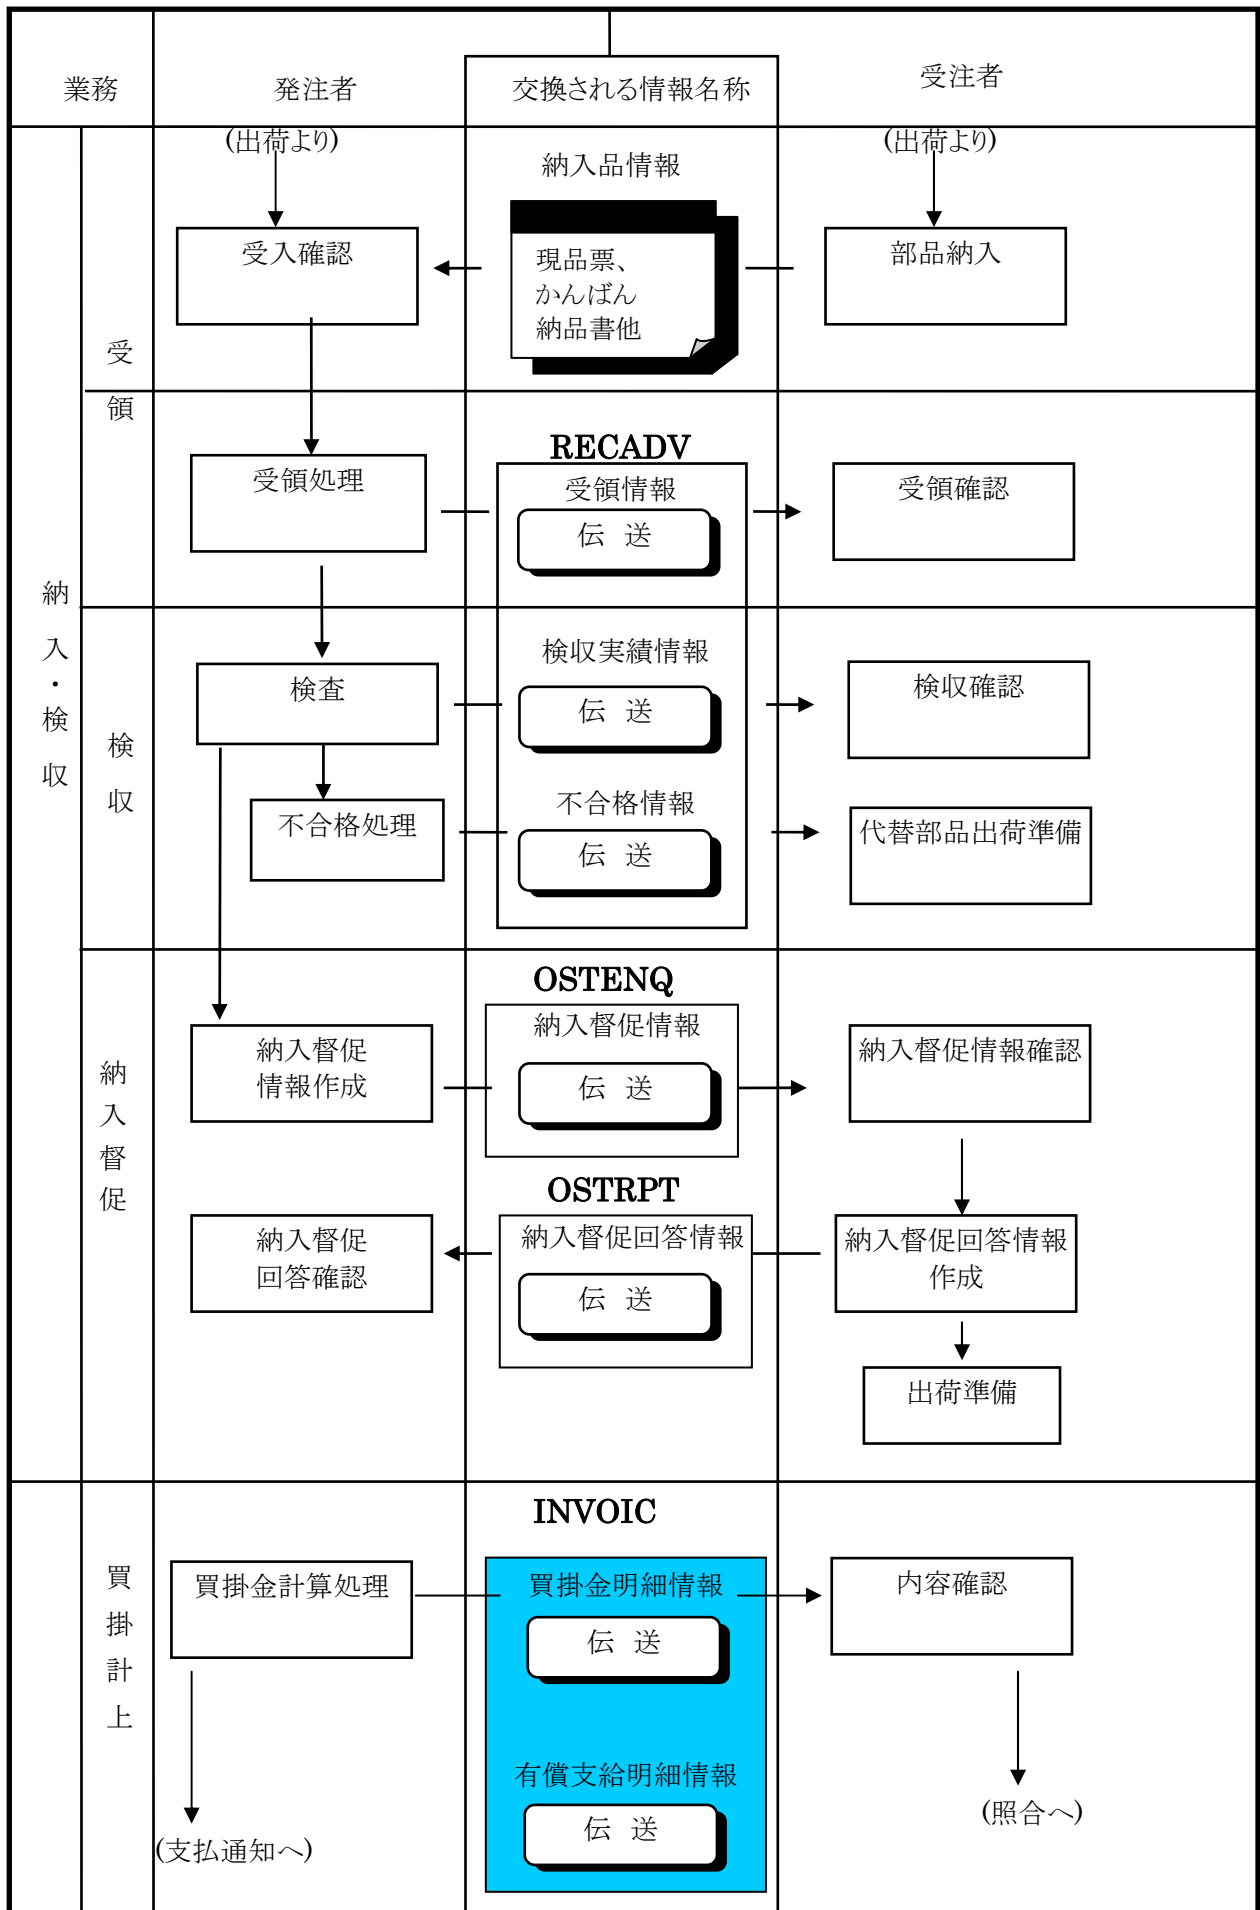 業務
発注者
交換される情報名称
受注者
(出荷より)
納入品情報
(出荷より)
受入確認
現品票、
かんばん
納品書他
部品納入
受
領
RECADV
受領処理
受領情報
伝 送
受領確認
納
入
・
検
収
検
収
検査
検収実績情報
伝 送
検収確認
不合格処理
不合格情報
伝 送
代替部品出荷準備
納
入
督
促
OSTENQ
納入督促
情報作成
納入督促情報
伝 送
納入督促情報確認
OSTRPT
納入督促
回答確認
納入督促回答情報
伝 送
納入督促回答情報
作成
出荷準備
買
掛
計
上
INVOIC
買掛金計算処理
買掛金明細情報
伝 送
内容確認
有償支給明細情報
伝 送
(支払通知へ)
(照合へ)